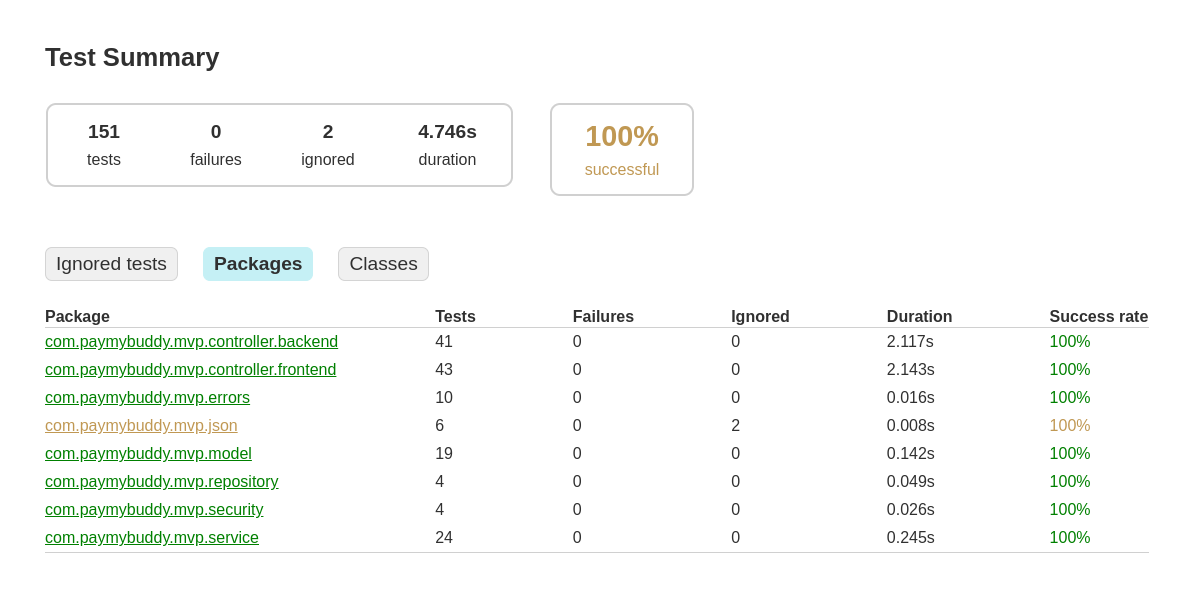 Test Summary
151 0 2 4.746s
tests failures ignored duration
100%
successful
Ignored tests Packages Classes
Package Tests Failures Ignored Duration Success rate
com.paymybuddy.mvp.controller.backend 41 0 0 2.117s 100%
com.paymybuddy.mvp.controller.frontend 43 0 0 2.143s 100%
com.paymybuddy.mvp.errors 10 0 0 0.016s 100%
com.paymybuddy.mvp.json 6 0 2 0.008s 100%
com.paymybuddy.mvp.model 19 0 0 0.142s 100%
com.paymybuddy.mvp.repository 4 0 0 0.049s 100%
com.paymybuddy.mvp.security 4 0 0 0.026s 100%
com.paymybuddy.mvp.service 24 0 0 0.245s 100%